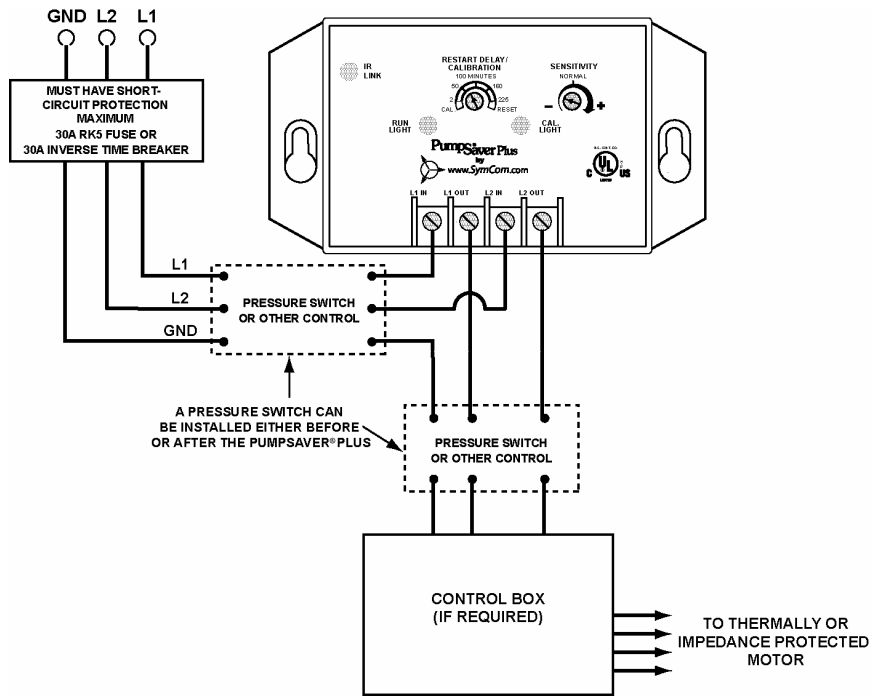 GND L2 L1
MUST HAVE SHORT-
CIRCUIT PROTECTION
MAXIMUM
30A RK5 FUSE OR
30A INVERSE TIME BREAKER
IR
LINK
RESTART DELAY/
CALIBRATION
100 MINUTES
50 160
2 225
CAL RESET
SENSITIVITY
NORMAL
- +
RUN
LIGHT
CAL.
LIGHT
PumpSaver Plus
by
www.SymCom.com
C UL US
L1 IN L1 OUT L2 IN L2 OUT
L1
L2
GND
PRESSURE SWITCH
OR OTHER CONTROL
A PRESSURE SWITCH CAN
BE INSTALLED EITHER BEFORE
OR AFTER THE PUMPSAVER® PLUS
PRESSURE SWITCH
OR OTHER CONTROL
CONTROL BOX
(IF REQUIRED)
TO THERMALLY OR
IMPEDANCE PROTECTED
MOTOR